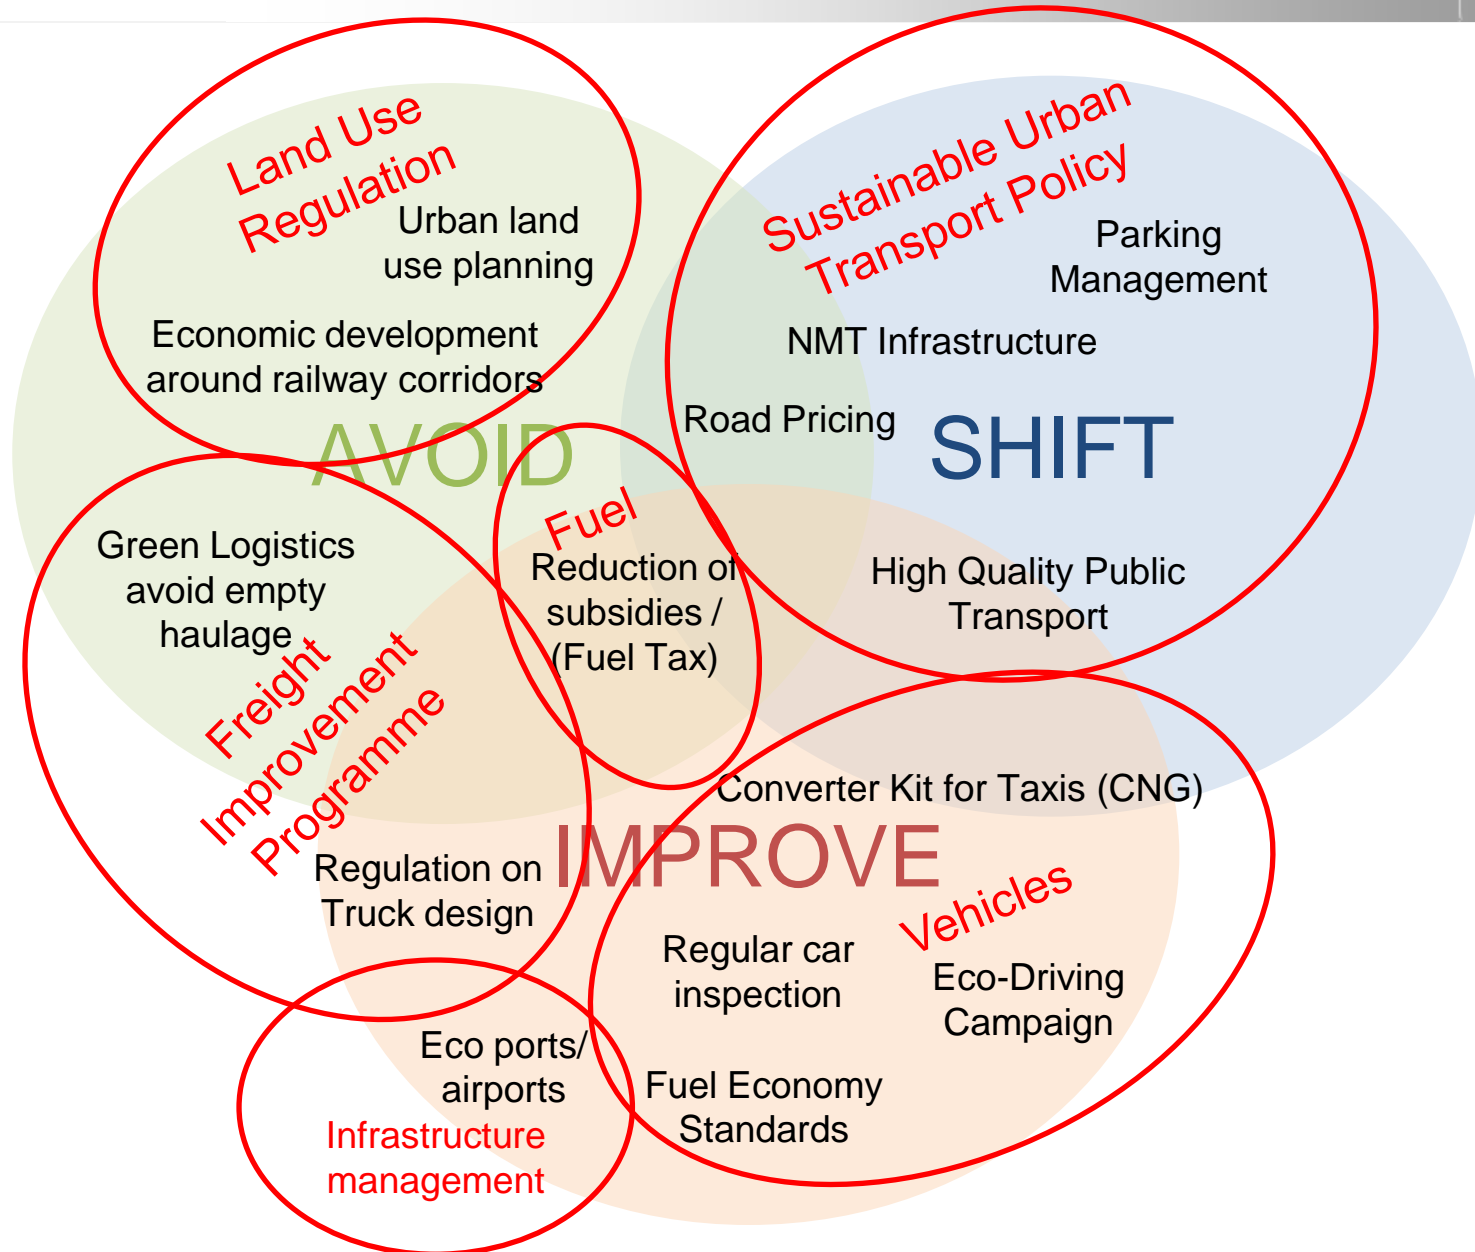 Land Use
Regulation
Urban land
use planning
Economic development
around railway corridors
AVOID
Sustainable Urban
Transport Policy
Parking
Management
NMT Infrastructure
Road Pricing
SHIFT
High Quality Public
Transport
Fuel
Reduction of
subsidies /
(Fuel Tax)
Green Logistics
avoid empty
haulage
Freight
Improvement
Programme
Regulation on
Truck design
Converter Kit for Taxis (CNG)
IMPROVE
Vehicles
Regular car
inspection
Eco-Driving
Campaign
Fuel Economy
Standards
Eco ports/
airports
Infrastructure
management